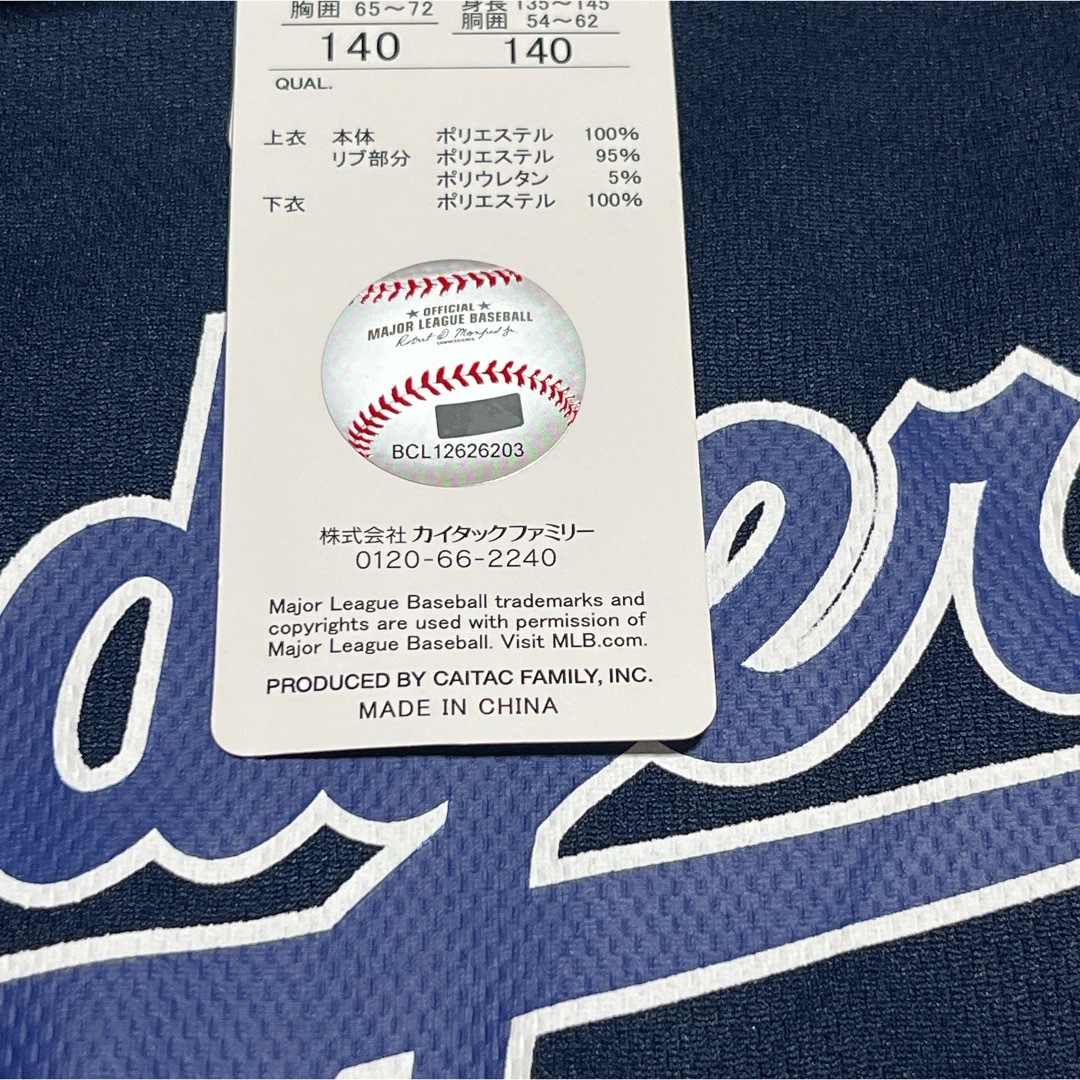 胸囲 65～72 身長 135～145
胴囲 54～62
140 140
QUAL.
上衣 本体 ポリエステル 100%
リブ部分 ポリエステル 95%
ポリウレタン 5%
下衣 ポリエステル 100%
★ OFFICIAL ★
MAJOR LEAGUE BASEBALL
COMMISSIONER
BCL12626203
株式会社 カイタックファミリー
0120-66-2240
Major League Baseball trademarks and
copyrights are used with permission of
Major League Baseball. Visit MLB.com.
PRODUCED BY CAITAC FAMILY, INC.
MADE IN CHINA